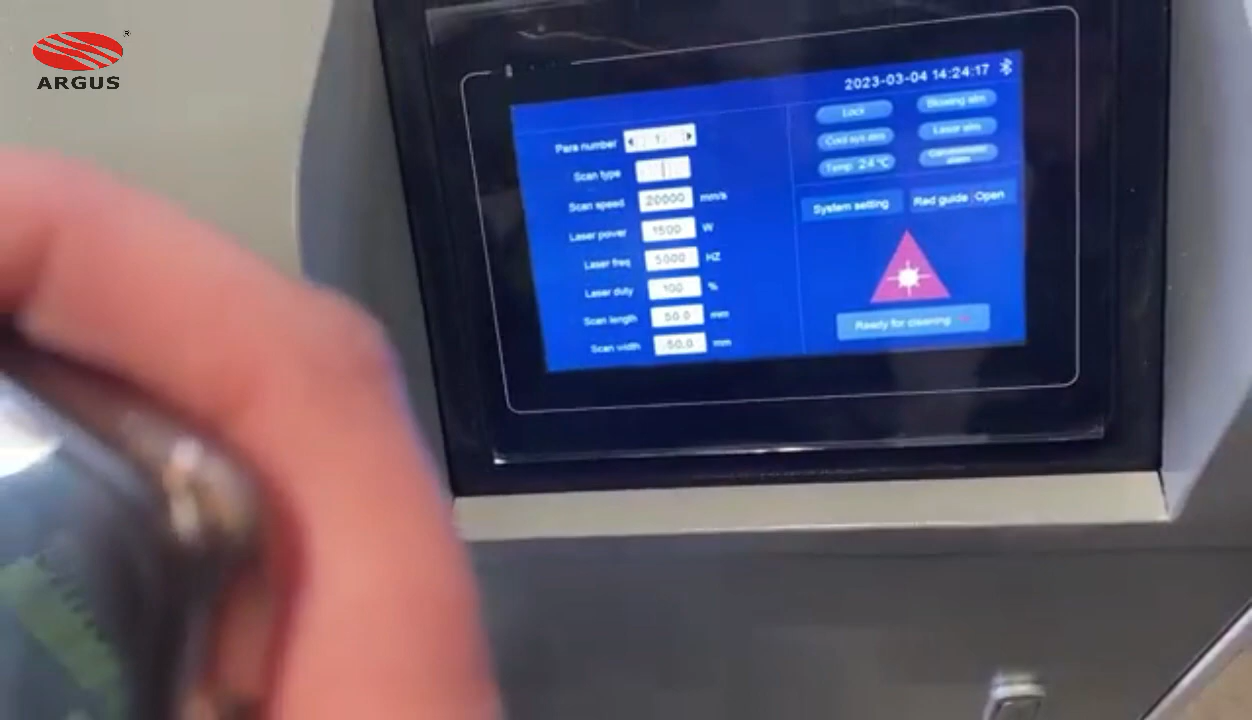 ®
ARGUS
2023-03-04 14:24:17
Para number 1
Scan type
Scan speed 20000 mm/s
Laser power 1500 W
Laser freq 5000 HZ
Laser duty 100 %
Scan length 50.0 mm
Scan width 50.0 mm
Lock
Blowing alm
Cool sys alm
Laser alm
Temp 24℃
alarm
System setting
Red guide Open
Ready for cleaning